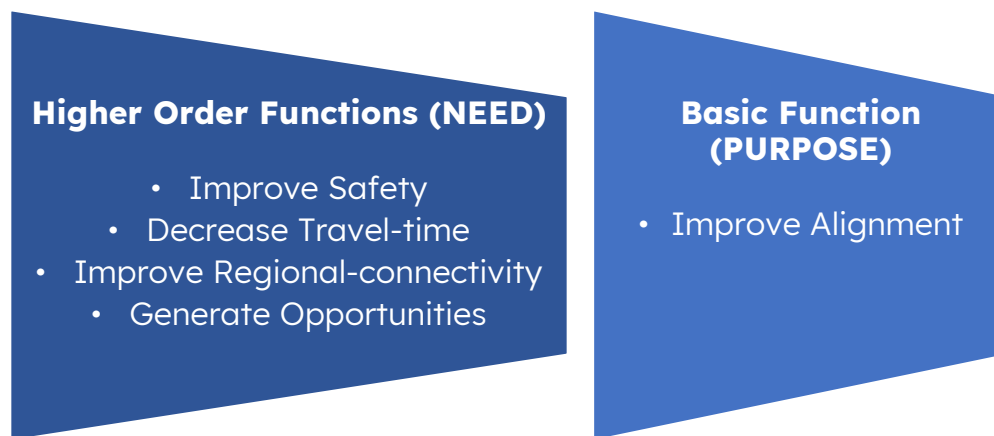 Higher Order Functions (NEED)
• Improve Safety
• Decrease Travel-time
• Improve Regional-connectivity
• Generate Opportunities
Basic Function
(PURPOSE)
• Improve Alignment